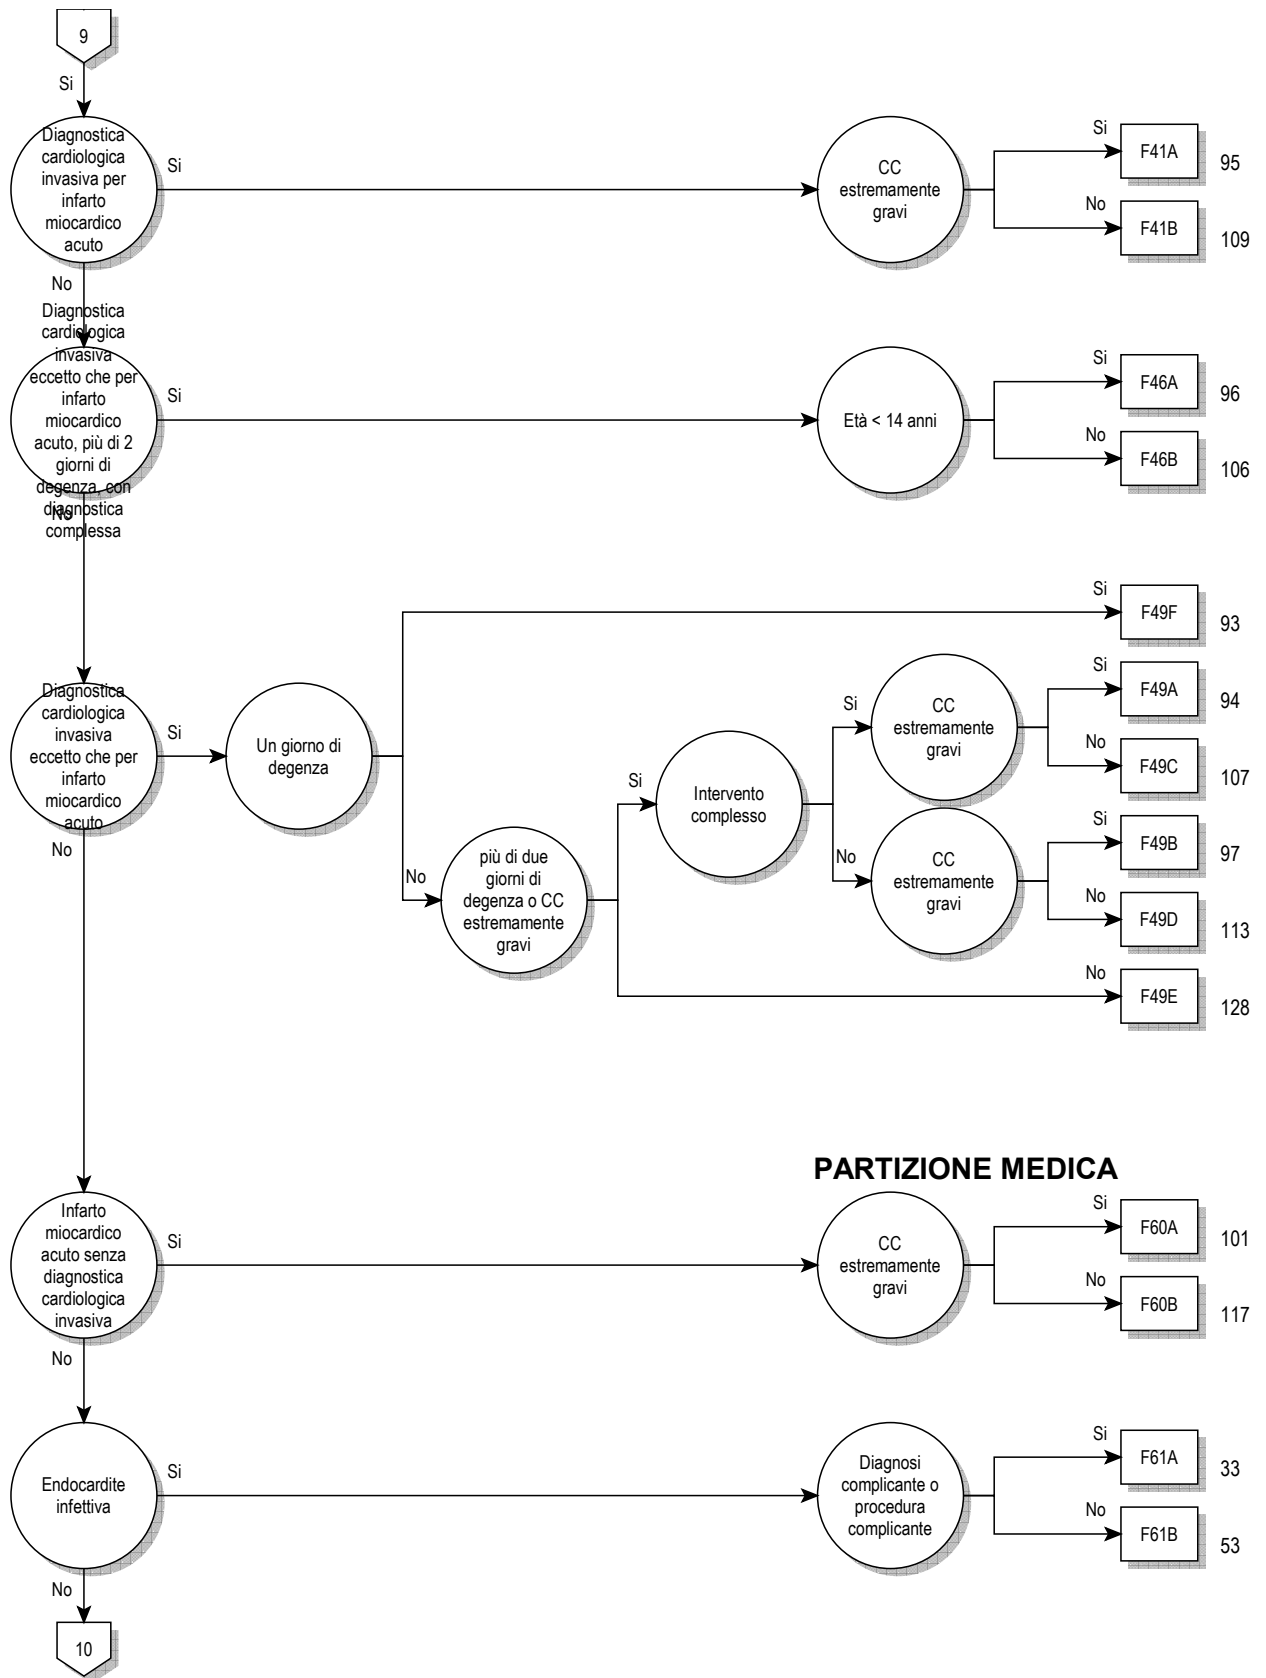 9
Si
Diagnostica
cardiologica
invasiva per
infarto
miocardico
acuto
Si
CC
estremamente
gravi
Si
F41A
95
No
F41B
109
No
Diagnostica
cardiologica
invasiva
eccetto che per
infarto
miocardico
acuto, più di 2
giorni di
degenza, con
diagnostica
complessa
Si
Età < 14 anni
Si
F46A
96
No
F46B
106
No
Diagnostica
cardiologica
invasiva
eccetto che per
infarto
miocardico
acuto
Si
Un giorno di
degenza
Si
F49F
93
No
più di due
giorni di
degenza o CC
estremamente
gravi
Si
Intervento
complesso
Si
CC
estremamente
gravi
Si
F49A
94
No
F49C
107
No
CC
estremamente
gravi
Si
F49B
97
No
F49D
113
No
F49E
128
No
PARTIZIONE MEDICA
Infarto
miocardico
acuto senza
diagnostica
cardiologica
invasiva
Si
CC
estremamente
gravi
Si
F60A
101
No
F60B
117
No
Endocardite
infettiva
Si
Diagnosi
complicante o
procedura
complicante
Si
F61A
33
No
F61B
53
No
10